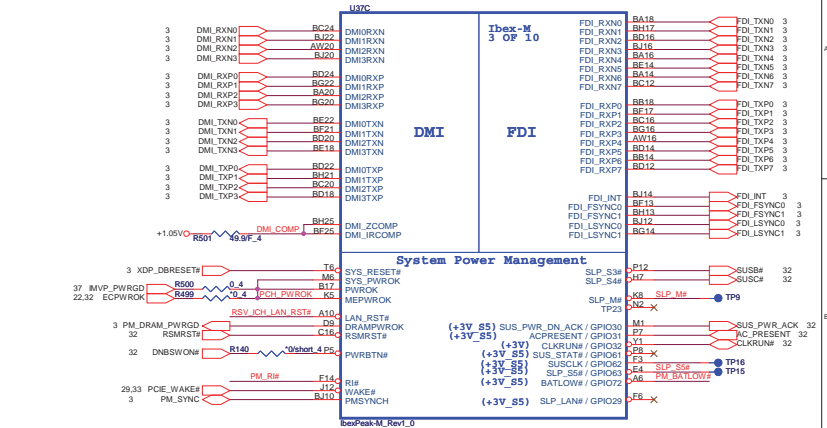 U37C
3 DMI_RXN0 BC24 DMI0RXN
3 DMI_RXN1 BJ22 DMI1RXN
3 DMI_RXN2 AW20 DMI2RXN
3 DMI_RXN3 BJ20 DMI3RXN
3 DMI_RXP0 BD24 DMI0RXP
3 DMI_RXP1 BG22 DMI1RXP
3 DMI_RXP2 BA20 DMI2RXP
3 DMI_RXP3 BG20 DMI3RXP
3 DMI_TXN0 BE22 DMI0TXN
3 DMI_TXN1 BF21 DMI1TXN
3 DMI_TXN2 BD20 DMI2TXN
3 DMI_TXN3 BE18 DMI3TXN
3 DMI_TXP0 BD22 DMI0TXP
3 DMI_TXP1 BH21 DMI1TXP
3 DMI_TXP2 BC20 DMI2TXP
3 DMI_TXP3 BD18 DMI3TXP
BH25 DMI_ZCOMP
+1.05V R501 49.9/F_4 DMI_COMP BF25 DMI_IRCOMP
DMI
Ibex-M
3 OF 10
FDI
FDI_RXN0 BA18 FDI_TXN0 3
FDI_RXN1 BH17 FDI_TXN1 3
FDI_RXN2 BD16 FDI_TXN2 3
FDI_RXN3 BJ16 FDI_TXN3 3
FDI_RXN4 BA16 FDI_TXN4 3
FDI_RXN5 BE14 FDI_TXN5 3
FDI_RXN6 BA14 FDI_TXN6 3
FDI_RXN7 BC12 FDI_TXN7 3
FDI_RXP0 BB18 FDI_TXP0 3
FDI_RXP1 BF17 FDI_TXP1 3
FDI_RXP2 BC16 FDI_TXP2 3
FDI_RXP3 BG16 FDI_TXP3 3
FDI_RXP4 AW16 FDI_TXP4 3
FDI_RXP5 BD14 FDI_TXP5 3
FDI_RXP6 BB14 FDI_TXP6 3
FDI_RXP7 BD12 FDI_TXP7 3
FDI_INT BJ14 FDI_INT 3
FDI_FSYNC0 BF13 FDI_FSYNC0 3
FDI_FSYNC1 BH13 FDI_FSYNC1 3
FDI_LSYNC0 BJ12 FDI_LSYNC0 3
FDI_LSYNC1 BG14 FDI_LSYNC1 3
System Power Management
3 XDP_DBRESET# T6 SYS_RESET#
M6 SYS_PWROK
37 IMVP_PWRGD R500 0_4 B17 PWROK
22,32 ECPWROK R499 *0_4 PCH_PWROK K5 MEPWROK
RSV_ICH_LAN_RST# A10 LAN_RST#
3 PM_DRAM_PWRGD D9 DRAMPWROK
32 RSMRST# C16 RSMRST#
32 DNBSWON# R140 *0/short_4 P5 PWRBTN#
PM_RI# F14 RI#
29,33 PCIE_WAKE# J12 WAKE#
3 PM_SYNC BJ10 PMSYNCH
SLP_S3# P12 SUSB# 32
SLP_S4# H7 SUSC# 32
SLP_M# K8 SLP_M# TP9
TP23 N2
(+3V_S5) SUS_PWR_DN_ACK / GPIO30 M1 SUS_PWR_ACK 32
(+3V_S5) ACPRESENT / GPIO31 P7 AC_PRESENT 32
(+3V) CLKRUN# / GPIO32 Y1 CLKRUN# 32
(+3V_S5) SUS_STAT# / GPIO61 P8
(+3V_S5) SUSCLK / GPIO62 F3 TP16
(+3V_S5) SLP_S5# / GPIO63 E4 SLP_S5# TP15
(+3V_S5) BATLOW# / GPIO72 A6 PM_BATLOW#
(+3V_S5) SLP_LAN# / GPIO29 F6
IbexPeak-M_Rev1_0